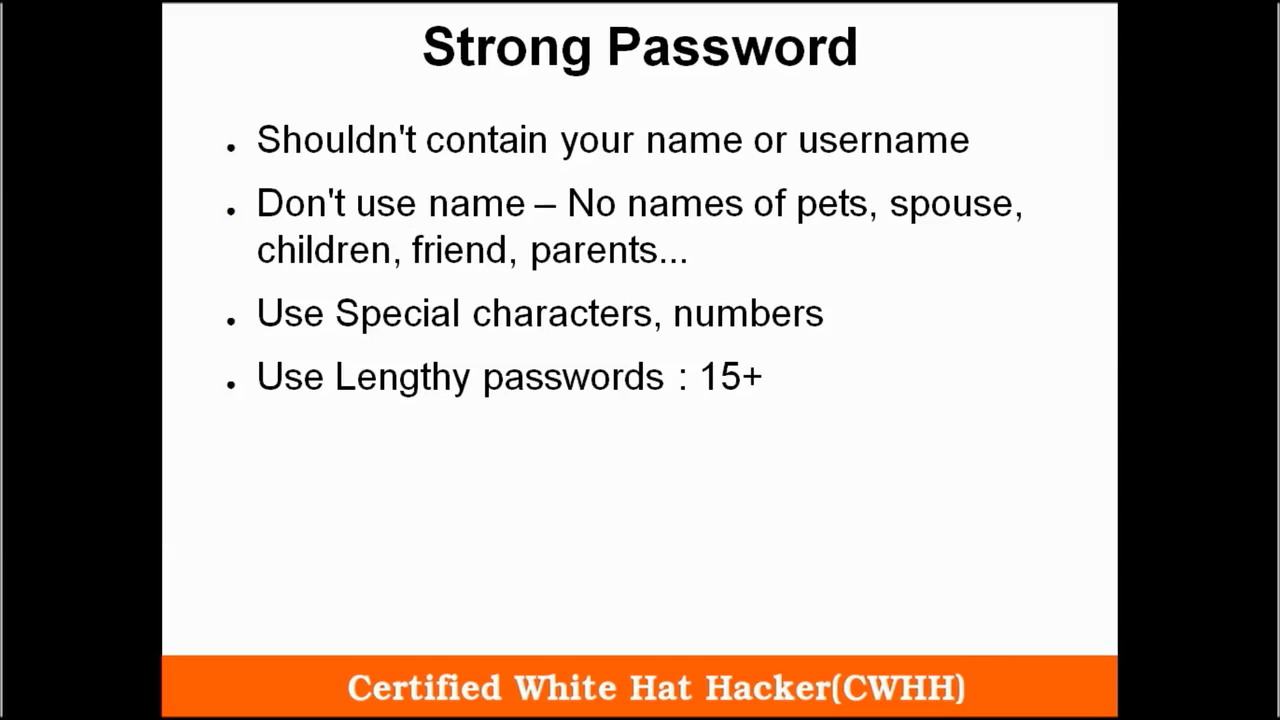 Strong Password
• Shouldn't contain your name or username
• Don't use name – No names of pets, spouse,
children, friend, parents...
• Use Special characters, numbers
• Use Lengthy passwords : 15+
Certified White Hat Hacker(CWHH)